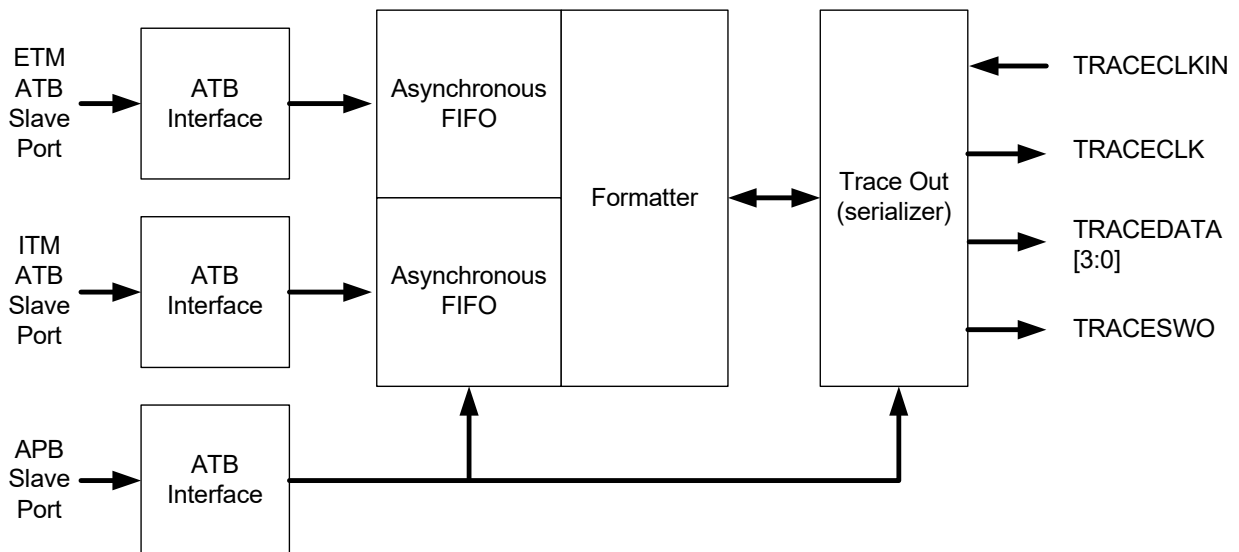 ETM
ATB
Slave
Port
ATB
Interface
Asynchronous
FIFO
Formatter
Trace Out
(serializer)
TRACECLKIN
TRACECLK
TRACEDATA
[3:0]
TRACESWO
ITM
ATB
Slave
Port
ATB
Interface
Asynchronous
FIFO
APB
Slave
Port
ATB
Interface